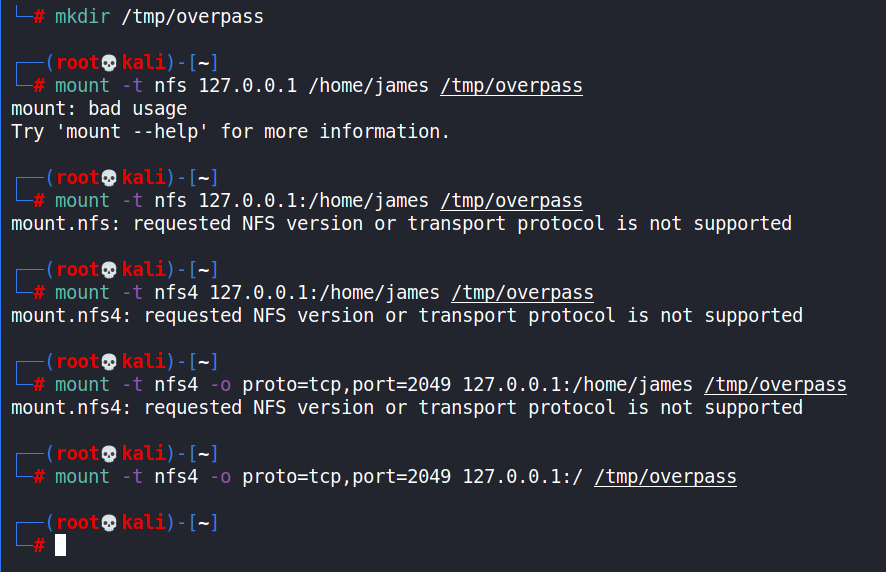 └─# mkdir /tmp/overpass
┌──(root💀kali)-[~]
└─# mount -t nfs 127.0.0.1 /home/james /tmp/overpass
mount: bad usage
Try 'mount --help' for more information.
┌──(root💀kali)-[~]
└─# mount -t nfs 127.0.0.1:/home/james /tmp/overpass
mount.nfs: requested NFS version or transport protocol is not supported
┌──(root💀kali)-[~]
└─# mount -t nfs4 127.0.0.1:/home/james /tmp/overpass
mount.nfs4: requested NFS version or transport protocol is not supported
┌──(root💀kali)-[~]
└─# mount -t nfs4 -o proto=tcp,port=2049 127.0.0.1:/home/james /tmp/overpass
mount.nfs4: requested NFS version or transport protocol is not supported
┌──(root💀kali)-[~]
└─# mount -t nfs4 -o proto=tcp,port=2049 127.0.0.1:/ /tmp/overpass
┌──(root💀kali)-[~]
└─#